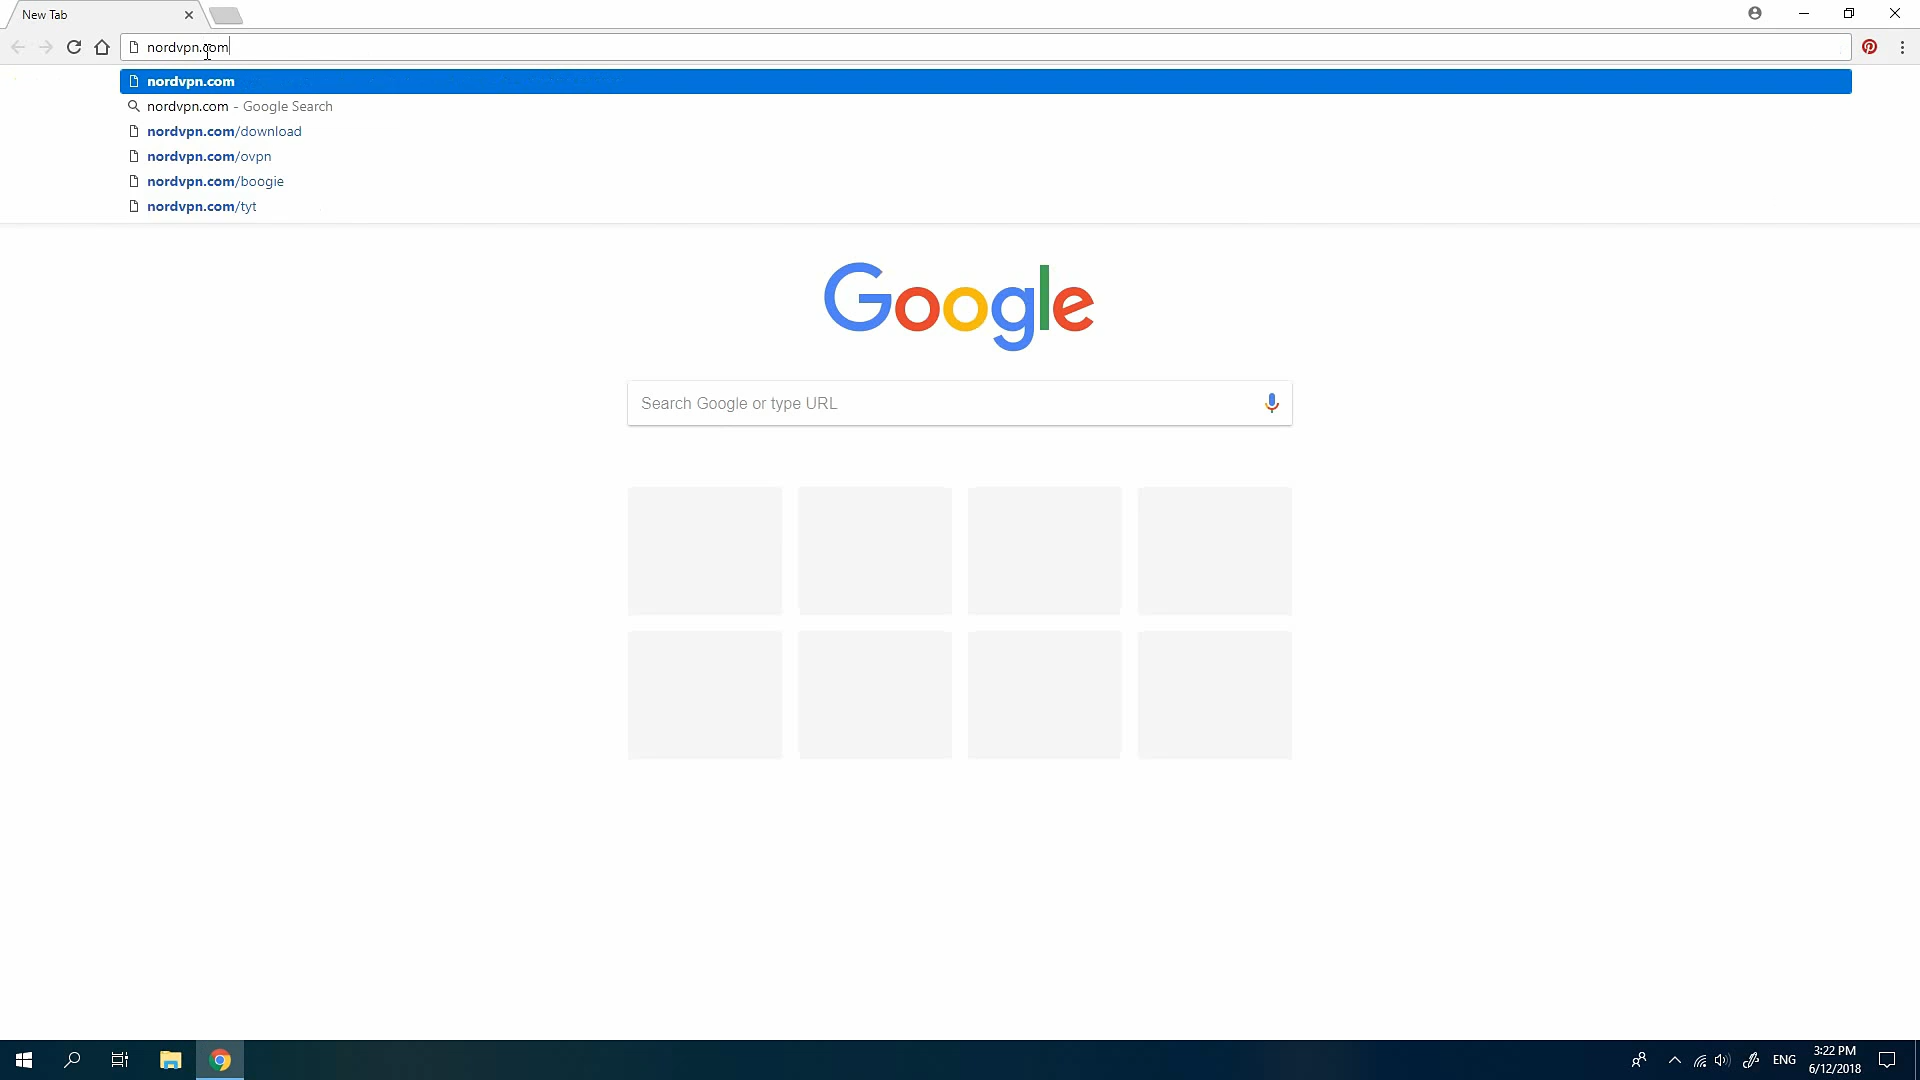 New Tab
nordvpn.com
nordvpn.com
nordvpn.com - Google Search
nordvpn.com/download
nordvpn.com/ovpn
nordvpn.com/boogie
nordvpn.com/tyt
Google
Search Google or type URL
ENG
3:22 PM
6/12/2018